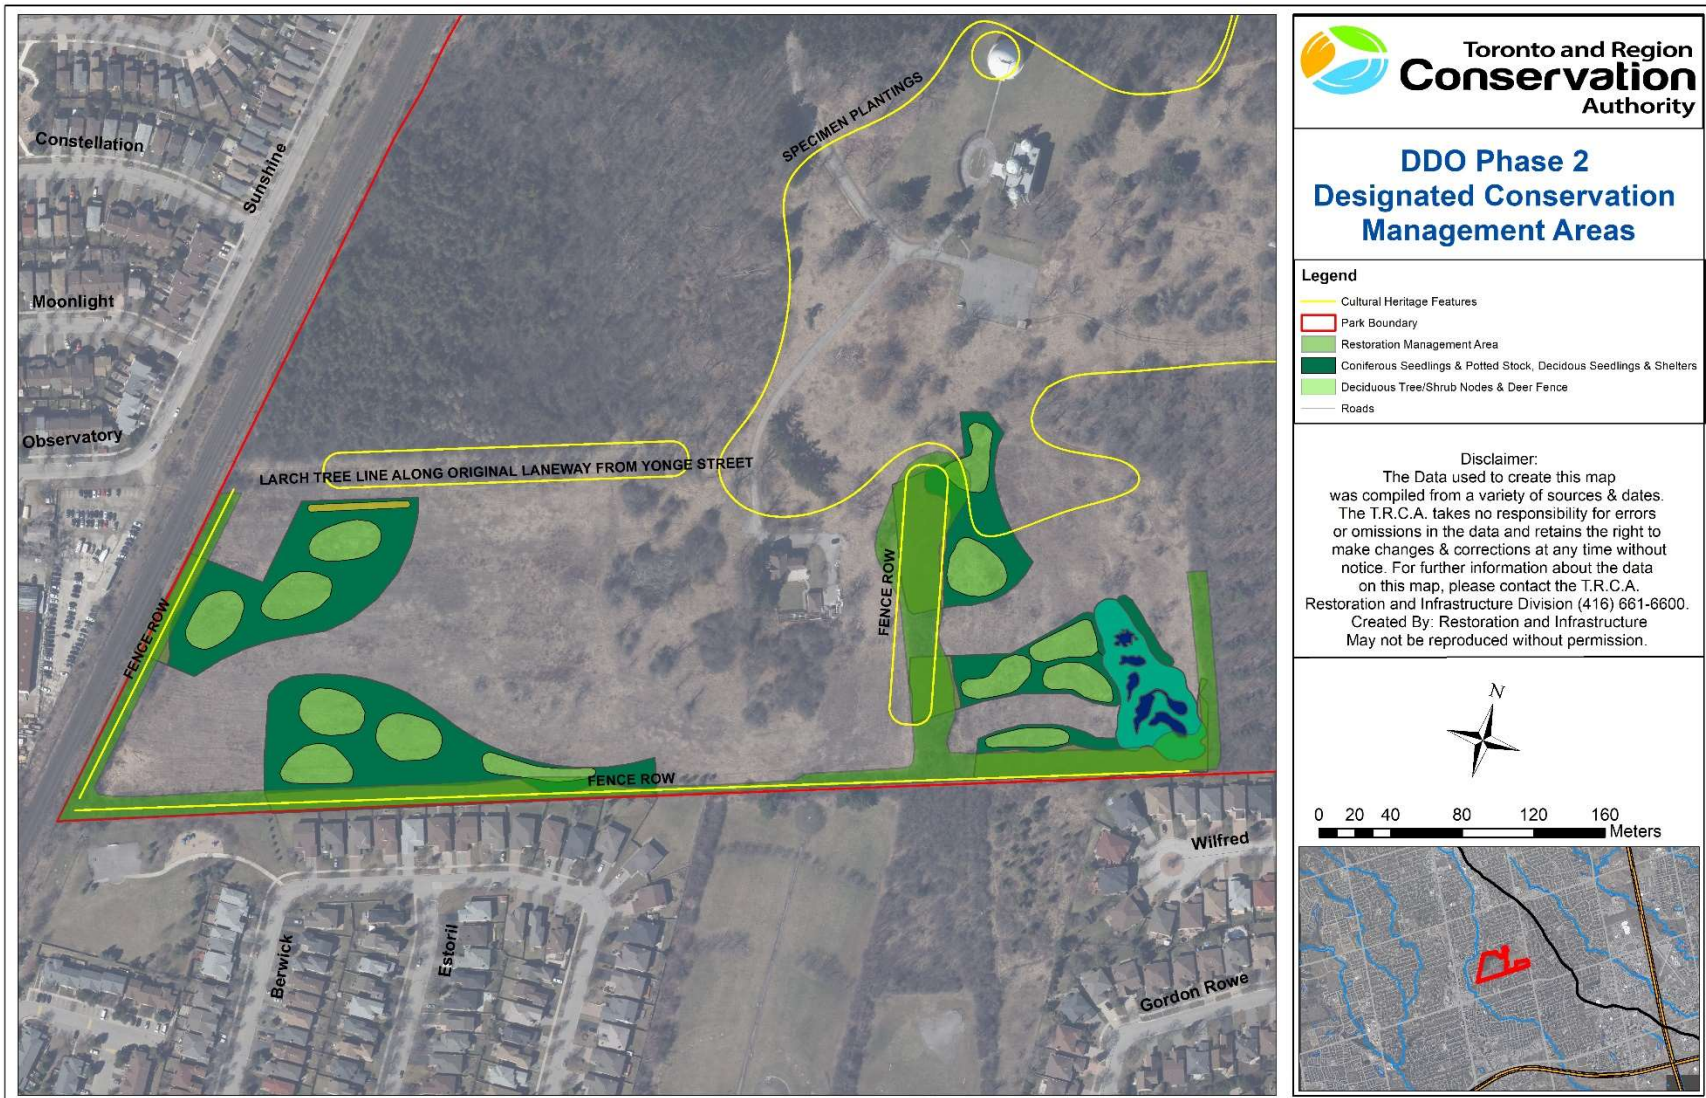 Constellation
Sunshine
Moonlight
Observatory
SPECIMEN PLANTINGS
LARCH TREE LINE ALONG ORIGINAL LANEWAY FROM YONGE STREET
FENCE ROW
FENCE ROW
FENCE ROW
Wilfred
Berwick
Estoril
Gordon Rowe
Toronto and Region
Conservation
Authority
DDO Phase 2
Designated Conservation
Management Areas
Legend
Cultural Heritage Features
Park Boundary
Restoration Management Area
Coniferous Seedlings & Potted Stock, Decidous Seedlings & Shelters
Deciduous Tree/Shrub Nodes & Deer Fence
Roads
Disclaimer:
The Data used to create this map
was compiled from a variety of sources & dates.
The T.R.C.A. takes no responsibility for errors
or omissions in the data and retains the right to
make changes & corrections at any time without
notice. For further information about the data
on this map, please contact the T.R.C.A.
Restoration and Infrastructure Division (416) 661-6600.
Created By: Restoration and Infrastructure
May not be reproduced without permission.
N
0 20 40 80 120 160
Meters